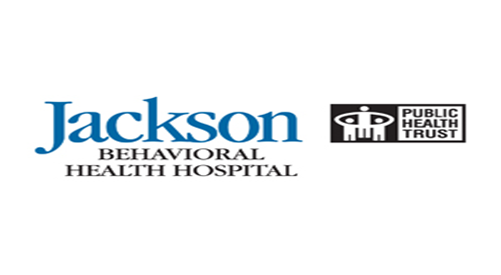 Jackson
BEHAVIORAL
HEALTH HOSPITAL
PUBLIC
HEALTH
TRUST